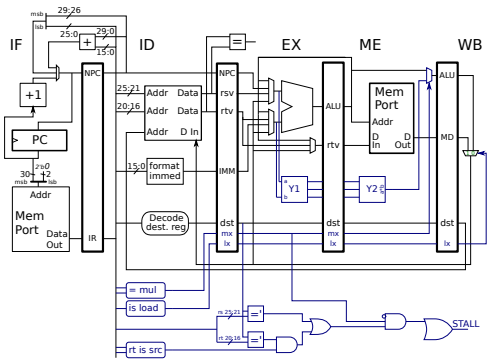 29:26
msb
lsb
25:0
29:0
15:0
IF
ID
EX
ME
WB
+
=
NPC
NPC
+1
PC
2'b0
30
2
msb
lsb
Addr
Mem
Port
Data
Out
IR
25:21
20:16
Addr
Data
Addr
Data
Addr
D In
15:0
format
immed
Decode
dest. reg
rsv
rtv
IMM
dst
mx
lx
ALU
rtv
dst
mx
lx
a
b
Y1
Y2
Mem
Port
Addr
D
In
D
Out
ALU
MD
dst
mx
lx
= mul
is load
rt is src
rs 25:21
rt 20:16
='
='
STALL